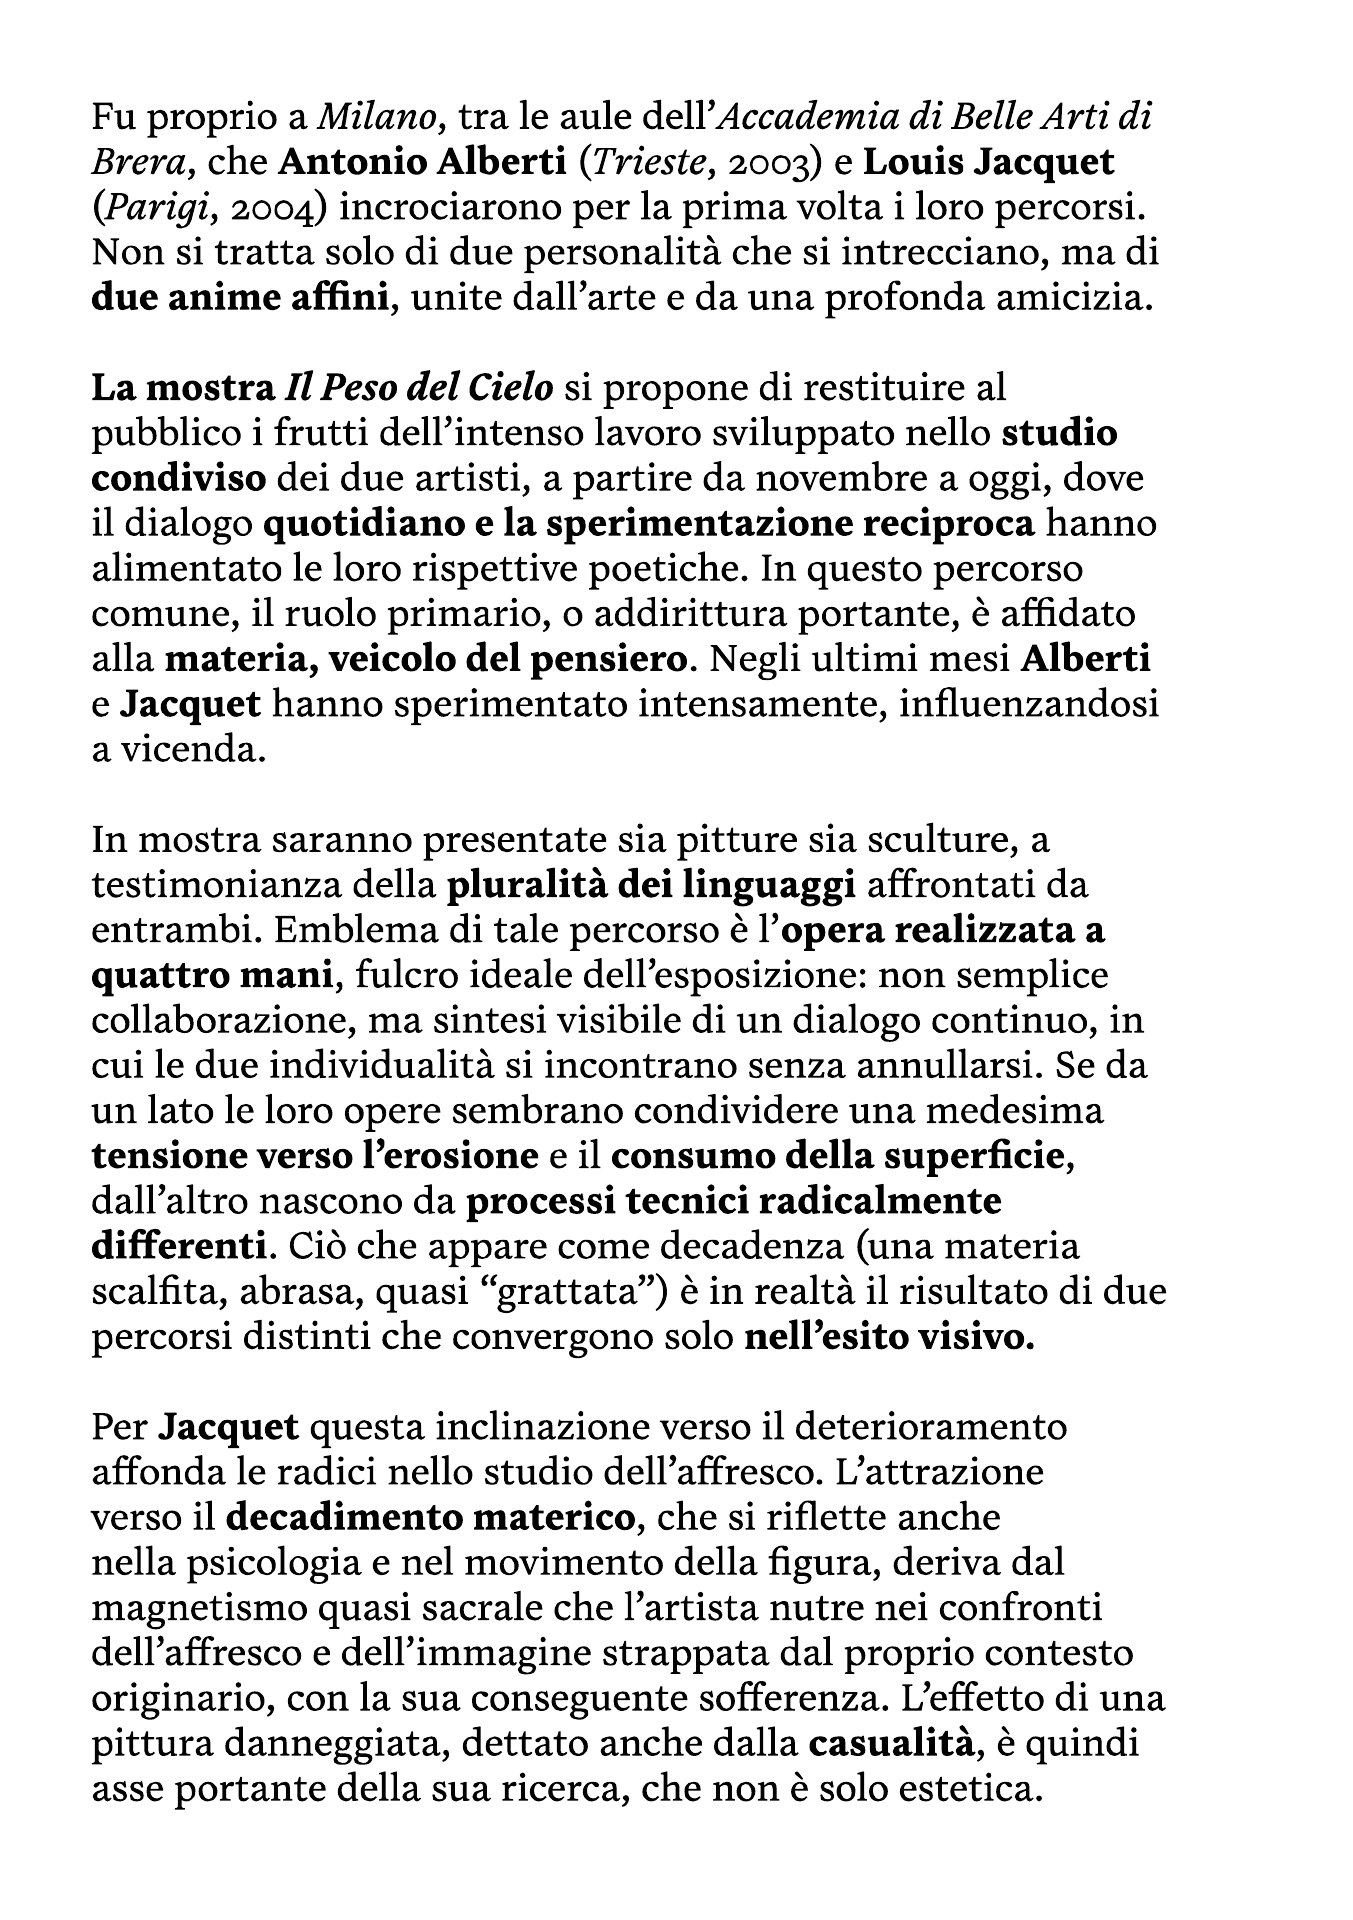 Fu proprio a Milano, tra le aule dell’Accademia di Belle Arti di
Brera, che Antonio Alberti (Trieste, 2003) e Louis Jacquet
(Parigi, 2004) incrociarono per la prima volta i loro percorsi.
Non si tratta solo di due personalità che si intrecciano, ma di
due anime affini, unite dall’arte e da una profonda amicizia.
La mostra Il Peso del Cielo si propone di restituire al
pubblico i frutti dell’intenso lavoro sviluppato nello studio
condiviso dei due artisti, a partire da novembre a oggi, dove
il dialogo quotidiano e la sperimentazione reciproca hanno
alimentato le loro rispettive poetiche. In questo percorso
comune, il ruolo primario, o addirittura portante, è affidato
alla materia, veicolo del pensiero. Negli ultimi mesi Alberti
e Jacquet hanno sperimentato intensamente, influenzandosi
a vicenda.
In mostra saranno presentate sia pitture sia sculture, a
testimonianza della pluralità dei linguaggi affrontati da
entrambi. Emblema di tale percorso è l’opera realizzata a
quattro mani, fulcro ideale dell’esposizione: non semplice
collaborazione, ma sintesi visibile di un dialogo continuo, in
cui le due individualità si incontrano senza annullarsi. Se da
un lato le loro opere sembrano condividere una medesima
tensione verso l’erosione e il consumo della superficie,
dall’altro nascono da processi tecnici radicalmente
differenti. Ciò che appare come decadenza (una materia
scalfita, abrasa, quasi “grattata”) è in realtà il risultato di due
percorsi distinti che convergono solo nell’esito visivo.
Per Jacquet questa inclinazione verso il deterioramento
affonda le radici nello studio dell’affresco. L’attrazione
verso il decadimento materico, che si riflette anche
nella psicologia e nel movimento della figura, deriva dal
magnetismo quasi sacrale che l’artista nutre nei confronti
dell’affresco e dell’immagine strappata dal proprio contesto
originario, con la sua conseguente sofferenza. L’effetto di una
pittura danneggiata, dettato anche dalla casualità, è quindi
asse portante della sua ricerca, che non è solo estetica.